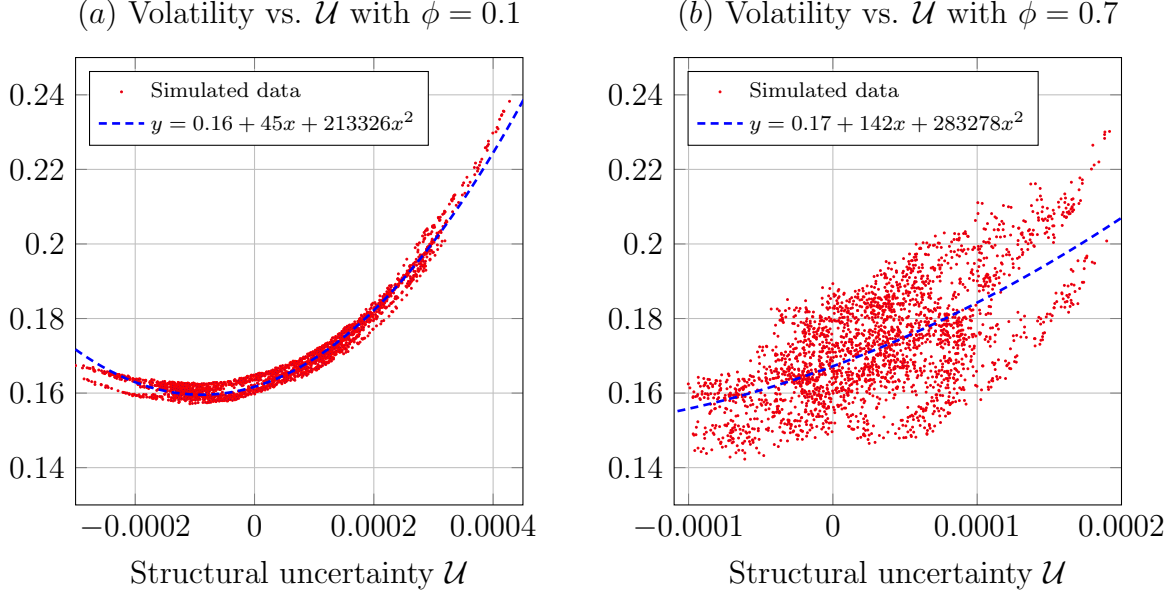 (a) Volatility vs. 𝒰 with ϕ = 0.1
0.24
0.22
0.2
0.18
0.16
0.14
Simulated data
y = 0.16 + 45x + 213326x²
−0.0002 0 0.0002 0.0004
Structural uncertainty 𝒰
(b) Volatility vs. 𝒰 with ϕ = 0.7
0.24
0.22
0.2
0.18
0.16
0.14
Simulated data
y = 0.17 + 142x + 283278x²
−0.0001 0 0.0001 0.0002
Structural uncertainty 𝒰